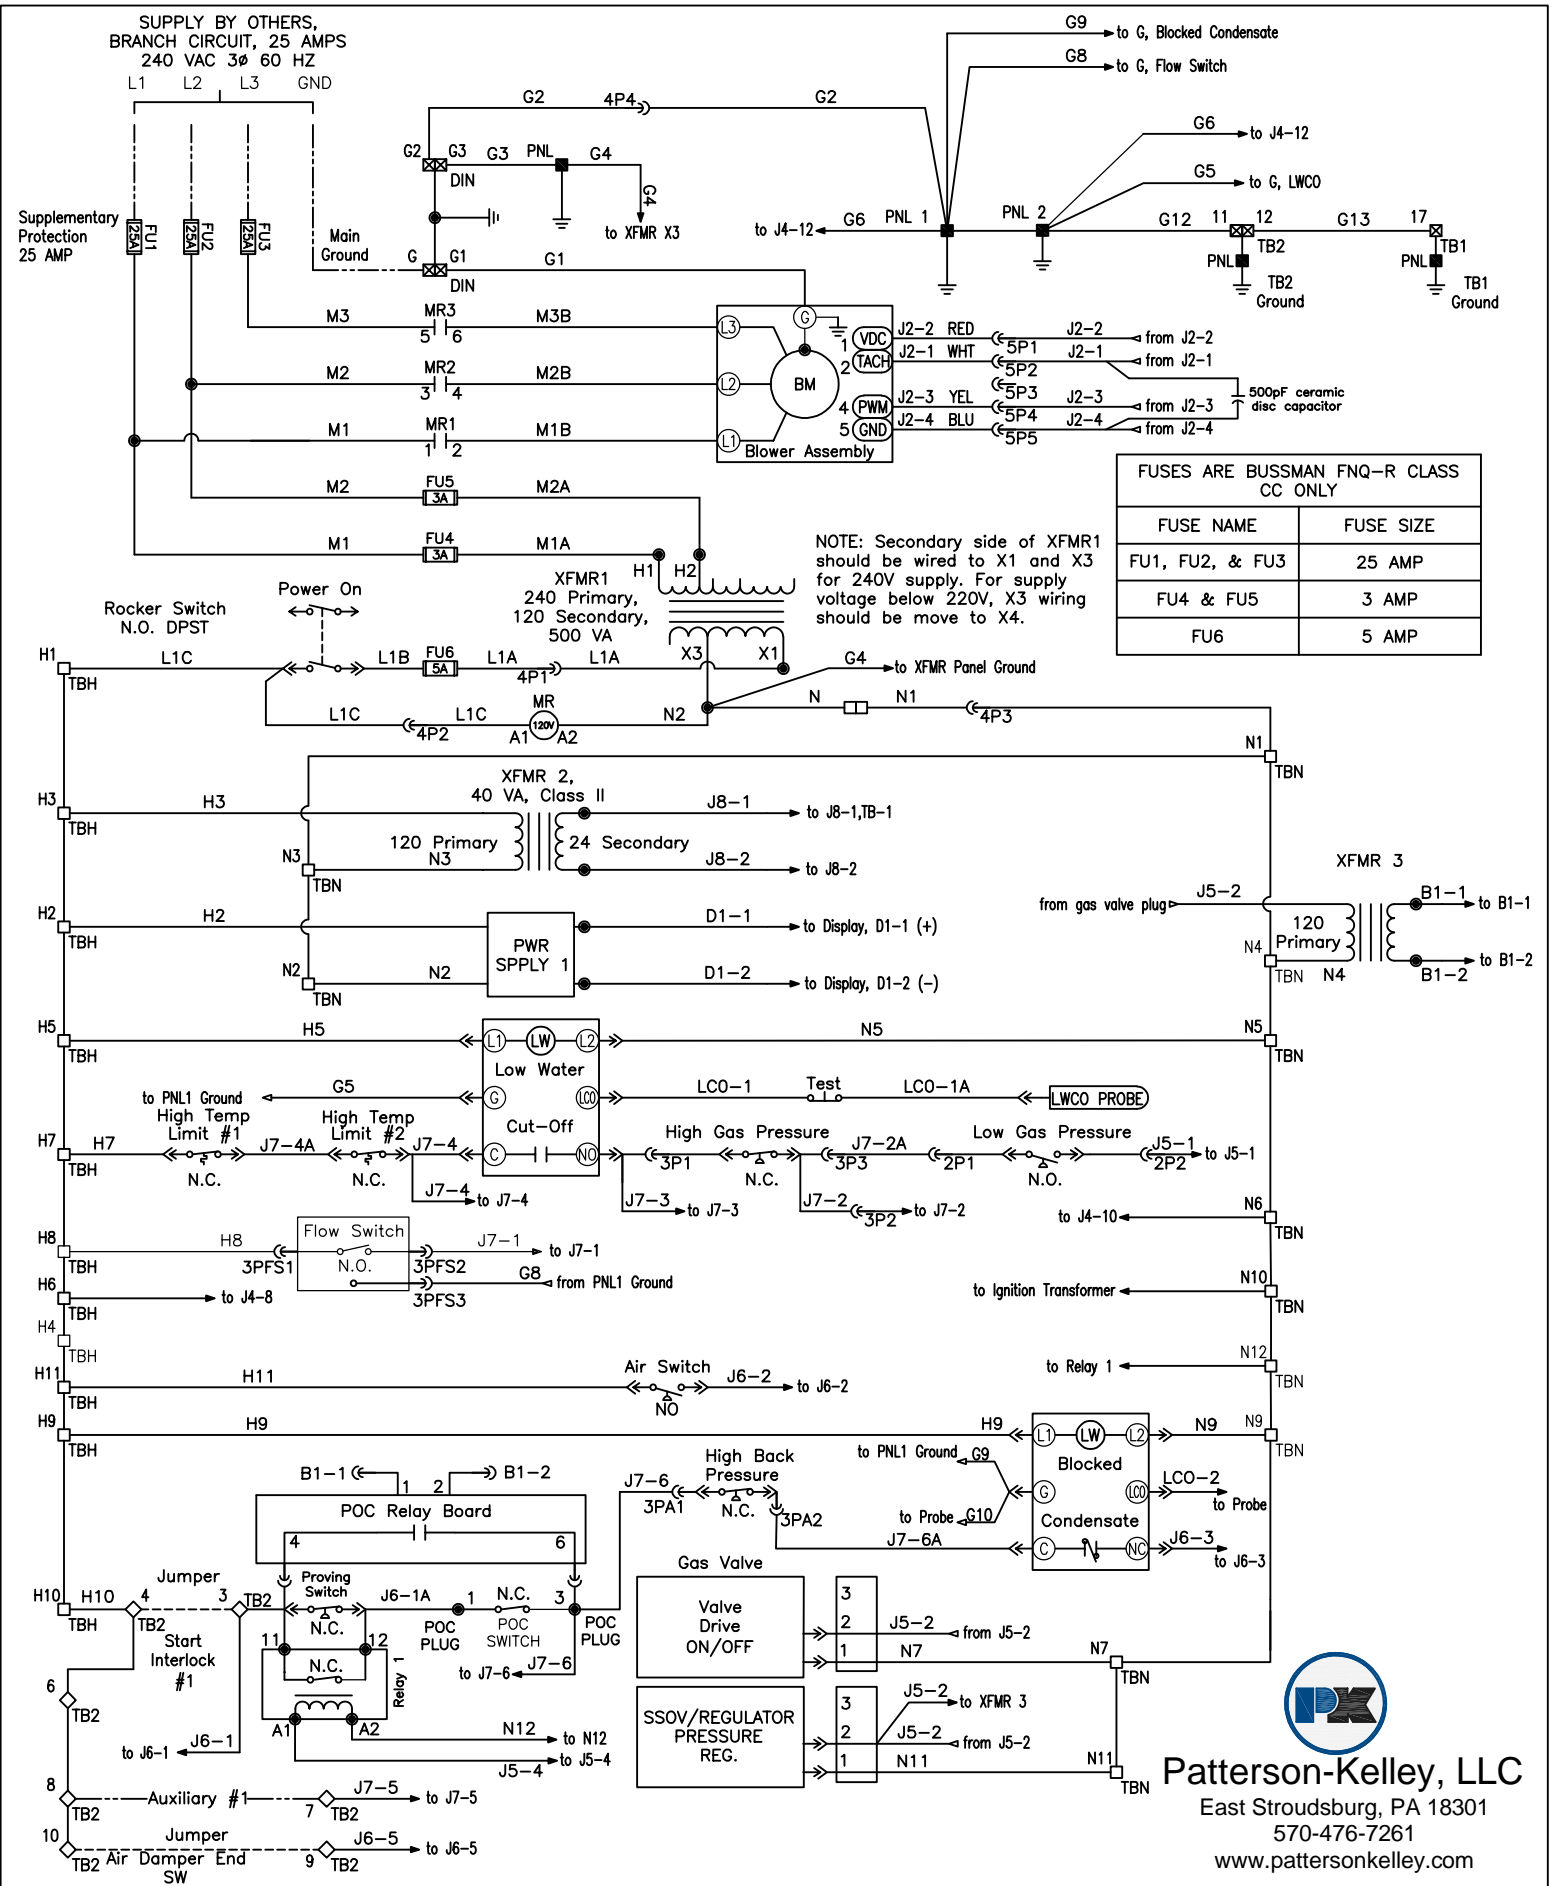 SUPPLY BY OTHERS,
BRANCH CIRCUIT, 25 AMPS
240 VAC 3ø 60 HZ
L1 L2 L3 GND
G9 to G, Blocked Condensate
G8 to G, Flow Switch
G2 4P4 G2
G6 to J4-12
G2 G3 G3 PNL G4
DIN
G4
to XFMR X3
G5 to G, LWCO
Supplementary
Protection
25 AMP
25A FU1
25A FU2
25A FU3
Main
Ground
to J4-12 G6 PNL 1 PNL 2 G12 11 12 G13 17
TB2 TB1
PNL PNL
TB2
Ground
TB1
Ground
G G1 G1
DIN
M3 MR3 M3B
5 6
M2 MR2 M2B
3 4
M1 MR1 M1B
1 2
L3 L2 L1 G BM
Blower Assembly
1 VDC J2-2 RED 5P1 J2-2 from J2-2
2 TACH J2-1 WHT 5P2 J2-1 from J2-1
5P3
500pF ceramic
disc capacitor
4 PWM J2-3 YEL 5P4 J2-3 from J2-3
5 GND J2-4 BLU 5P5 J2-4 from J2-4
M2 FU5 M2A
3A
M1 FU4 M1A
3A
H1 H2
FUSES ARE BUSSMAN FNQ-R CLASS
CC ONLY
FUSE NAME FUSE SIZE
FU1, FU2, & FU3 25 AMP
FU4 & FU5 3 AMP
FU6 5 AMP
NOTE: Secondary side of XFMR1
should be wired to X1 and X3
for 240V supply. For supply
voltage below 220V, X3 wiring
should be move to X4.
XFMR1
240 Primary,
120 Secondary,
500 VA
Power On
Rocker Switch
N.O. DPST
X3 X1
H1 TBH L1C L1B FU6 L1A 4P1 L1A
5A
G4 to XFMR Panel Ground
L1C 4P2 L1C MR N2
A1 120V A2
N N1 4P3
N1
TBN
XFMR 2,
40 VA, Class II
H3 TBH H3 J8-1 to J8-1,TB-1
120 Primary 24 Secondary
N3 TBN N3 J8-2 to J8-2
XFMR 3
from gas valve plug J5-2 B1-1 to B1-1
120
Primary
N4 TBN N4 B1-2 to B1-2
H2 TBH H2 D1-1 to Display, D1-1 (+)
PWR
SPPLY 1
N2 TBN N2 D1-2 to Display, D1-2 (-)
H5 TBH H5 L1 LW L2 N5 N5 TBN
Low Water
to PNL1 Ground G5 G LCO LCO-1 Test LCO-1A LWCO PROBE
Cut-Off
High Temp
Limit #1
High Temp
Limit #2
High Gas Pressure
Low Gas Pressure
H7 TBH H7 J7-4A J7-4 C NO 3P1 3P3 J7-2A 2P1 2P2 J5-1 to J5-1
N.C. N.C. N.C. N.O.
J7-4 to J7-4
J7-3 to J7-3
J7-2 3P2 to J7-2
to J4-10 N6 TBN
Flow Switch
H8 TBH H8 3PFS1 N.O. 3PFS2 J7-1 to J7-1
3PFS3 G8 from PNL1 Ground
H6 TBH to J4-8
to Ignition Transformer N10 TBN
H4 TBH
to Relay 1 N12 TBN
Air Switch
H11 TBH H11 NO J6-2 to J6-2
H9 TBH H9 H9 L1 LW L2 N9 N9 TBN
Blocked
to PNL1 Ground G9
G LCO LCO-2 to Probe
to Probe G10
Condensate
C NC J6-3 to J6-3
B1-1 B1-2
1 2
POC Relay Board
4 6
J7-6 3PA1
High Back
Pressure
N.C. 3PA2
J7-6A
Gas Valve
Valve
Drive
ON/OFF
3
2 J5-2 from J5-2
1 N7 N7 TBN
SSOV/REGULATOR
PRESSURE
REG.
3 J5-2 to XFMR 3
2 J5-2 from J5-2
1 N11 N11 TBN
H10 TBH H10 4 TB2 Jumper 3 TB2
Proving
Switch
N.C.
J6-1A 1 N.C. 3
POC
PLUG
POC
SWITCH
POC
PLUG
Start
Interlock
#1
11 12
N.C.
Relay 1
A1 A2
to J7-6 J7-6
N12 to N12
J5-4 to J5-4
6 TB2
to J6-1 J6-1
8 TB2 Auxiliary #1 7 TB2 J7-5 to J7-5
10 TB2 Jumper 9 TB2 J6-5 to J6-5
Air Damper End
SW
PK
Patterson-Kelley, LLC
East Stroudsburg, PA 18301
570-476-7261
www.pattersonkelley.com